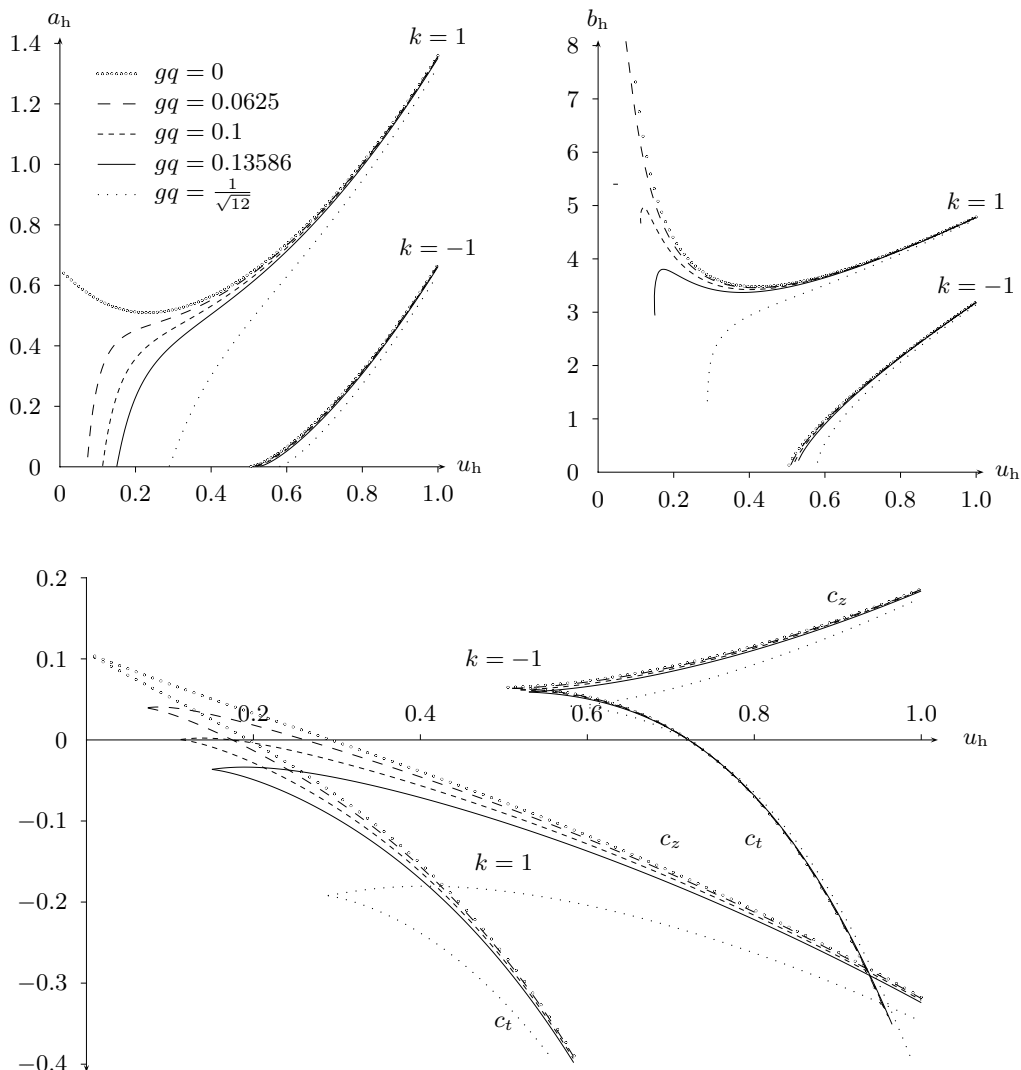 a_h
1.4
1.2
1.0
0.8
0.6
0.4
0.2
0
0 0.2 0.4 0.6 0.8 1.0
u_h
gq = 0
gq = 0.0625
gq = 0.1
gq = 0.13586
gq = 1/√12
k = 1
k = −1
b_h
8
7
6
5
4
3
2
1
0
0 0.2 0.4 0.6 0.8 1.0
u_h
k = 1
k = −1
0.2
0.1
0
−0.1
−0.2
−0.3
−0.4
0.2 0.4 0.6 0.8 1.0
u_h
c_z
k = −1
c_z
c_t
k = 1
c_t